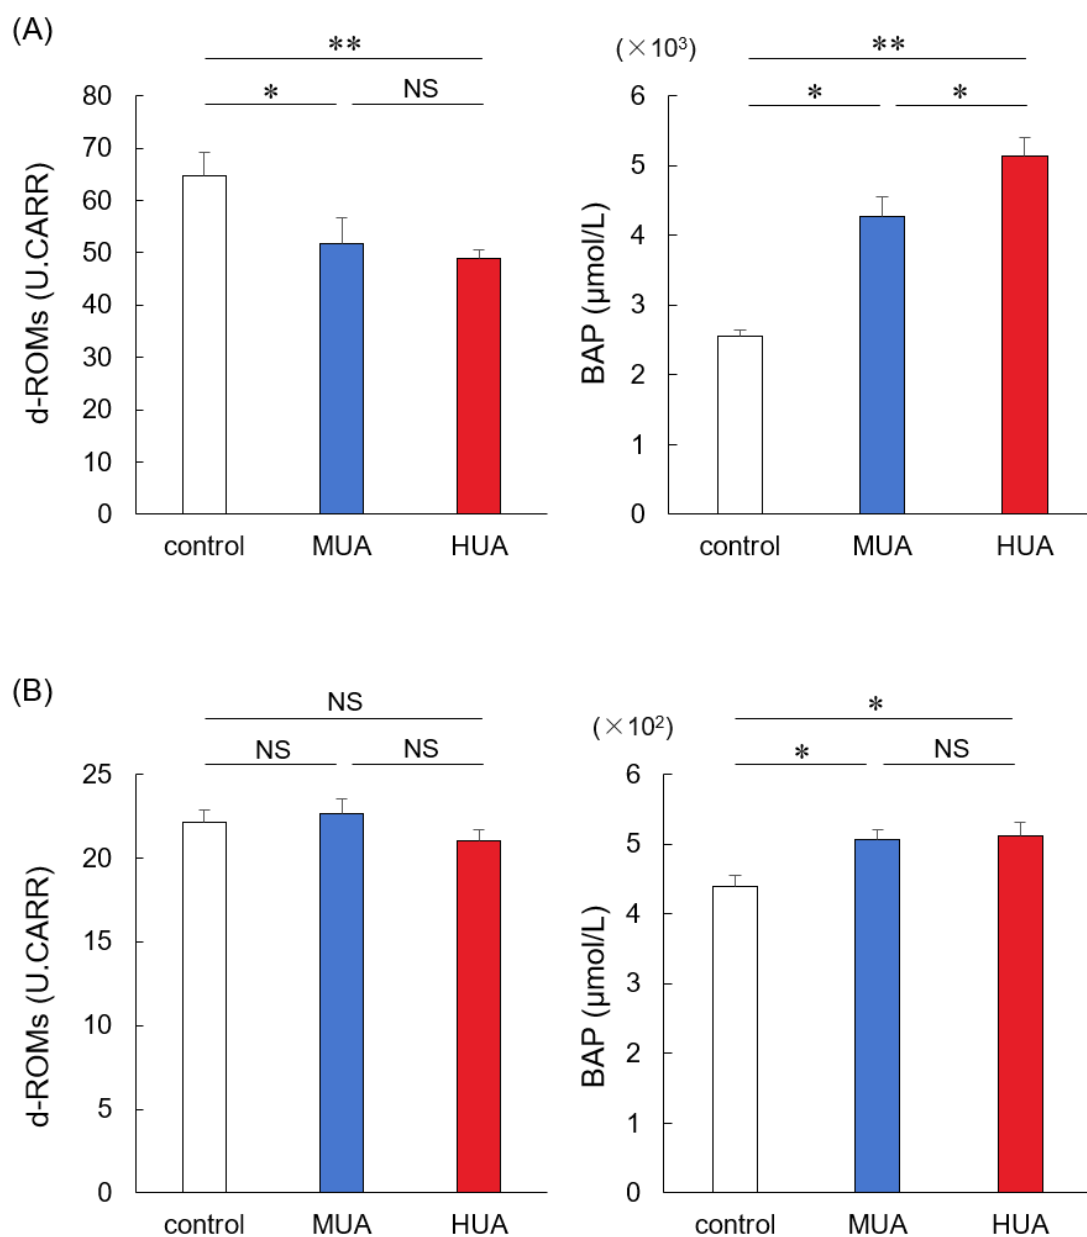 (A)
**
*
NS
80
70
60
50
40
30
20
10
0
d-ROMs (U.CARR)
control
MUA
HUA
(×10³)
**
*
*
6
5
4
3
2
1
0
BAP (µmol/L)
control
MUA
HUA
(B)
NS
NS
NS
25
20
15
10
5
0
d-ROMs (U.CARR)
control
MUA
HUA
(×10²)
*
*
NS
6
5
4
3
2
1
0
BAP (µmol/L)
control
MUA
HUA